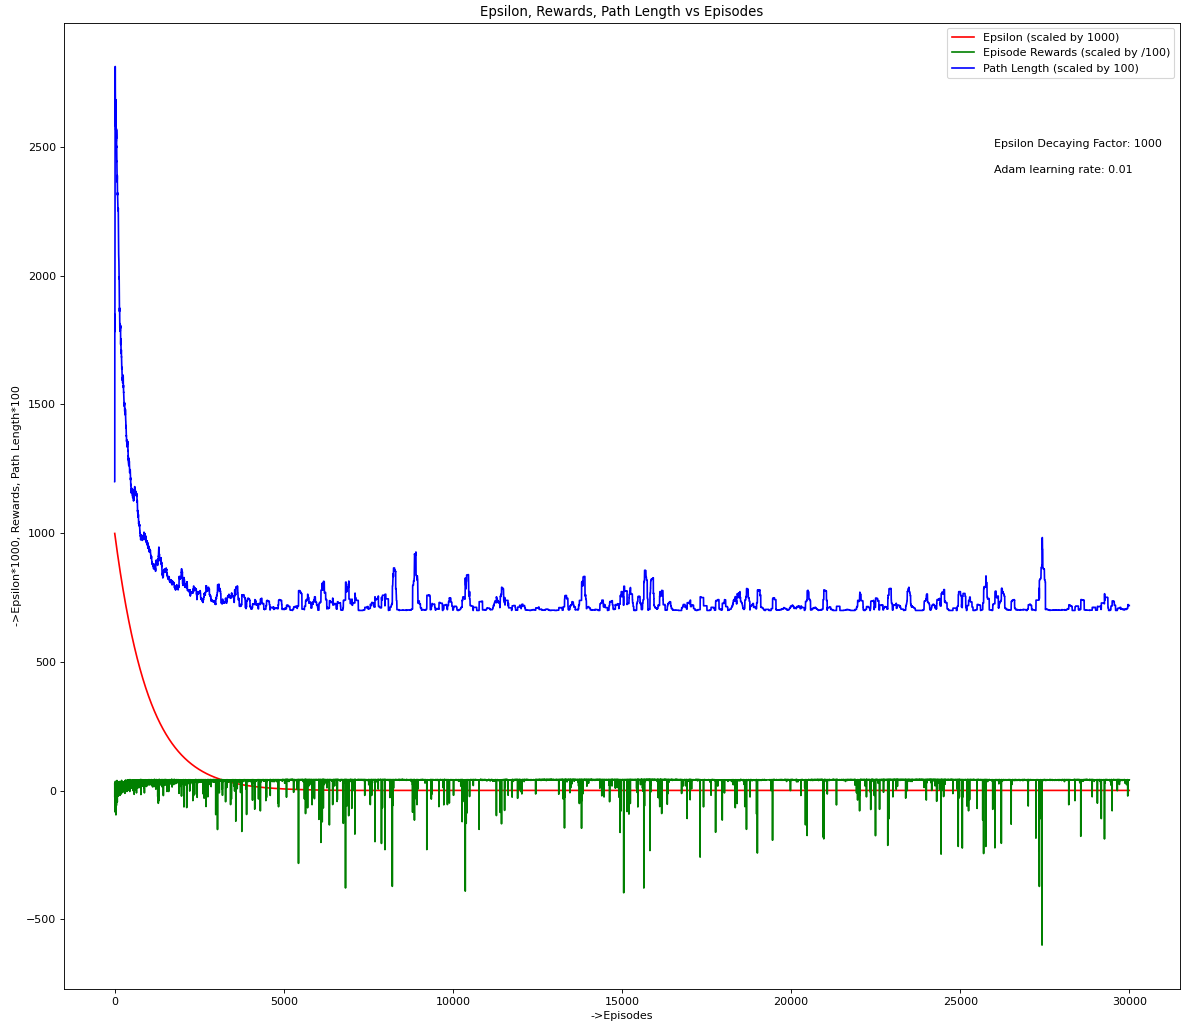 Epsilon, Rewards, Path Length vs Episodes
Epsilon (scaled by 1000)
Episode Rewards (scaled by /100)
Path Length (scaled by 100)
Epsilon Decaying Factor: 1000
Adam learning rate: 0.01
->Epsilon*1000, Rewards, Path Length*100
2500
2000
1500
1000
500
0
−500
0 5000 10000 15000 20000 25000 30000
->Episodes